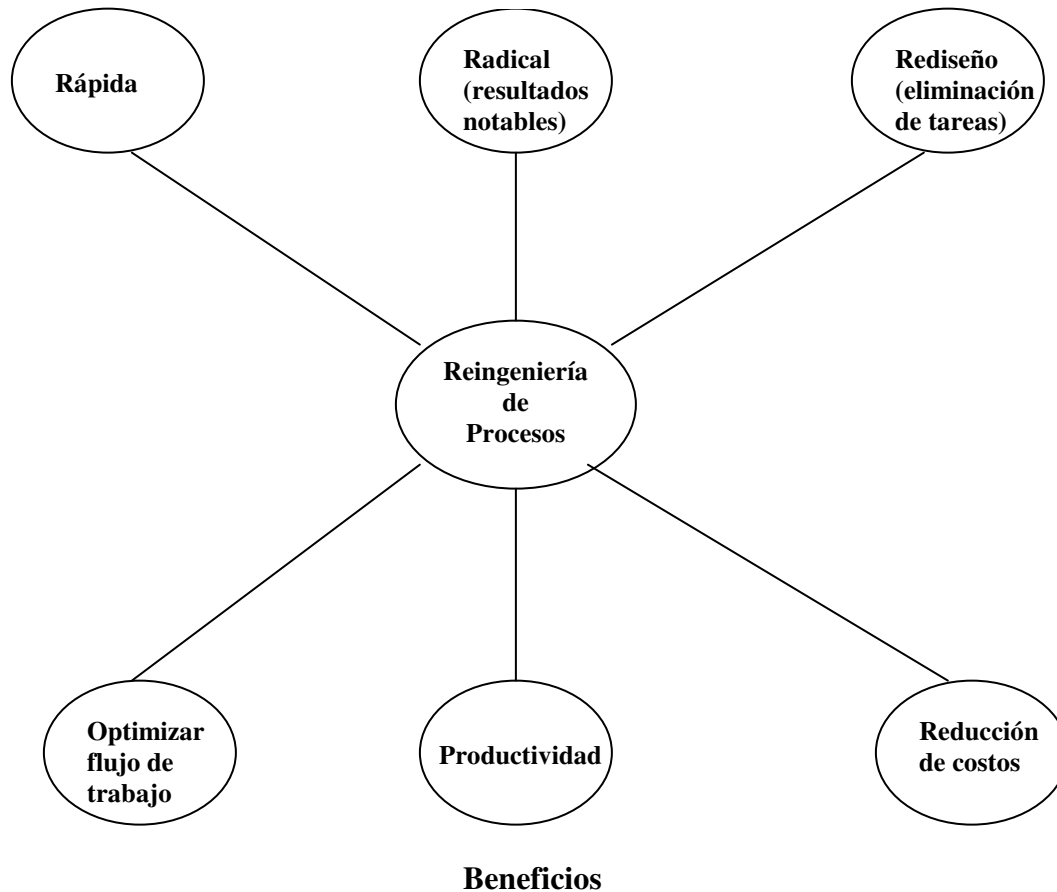 Rápida
Radical
(resultados
notables)
Rediseño
(eliminación
de tareas)
Reingeniería
de
Procesos
Optimizar
flujo de
trabajo
Productividad
Reducción
de costos
Beneficios